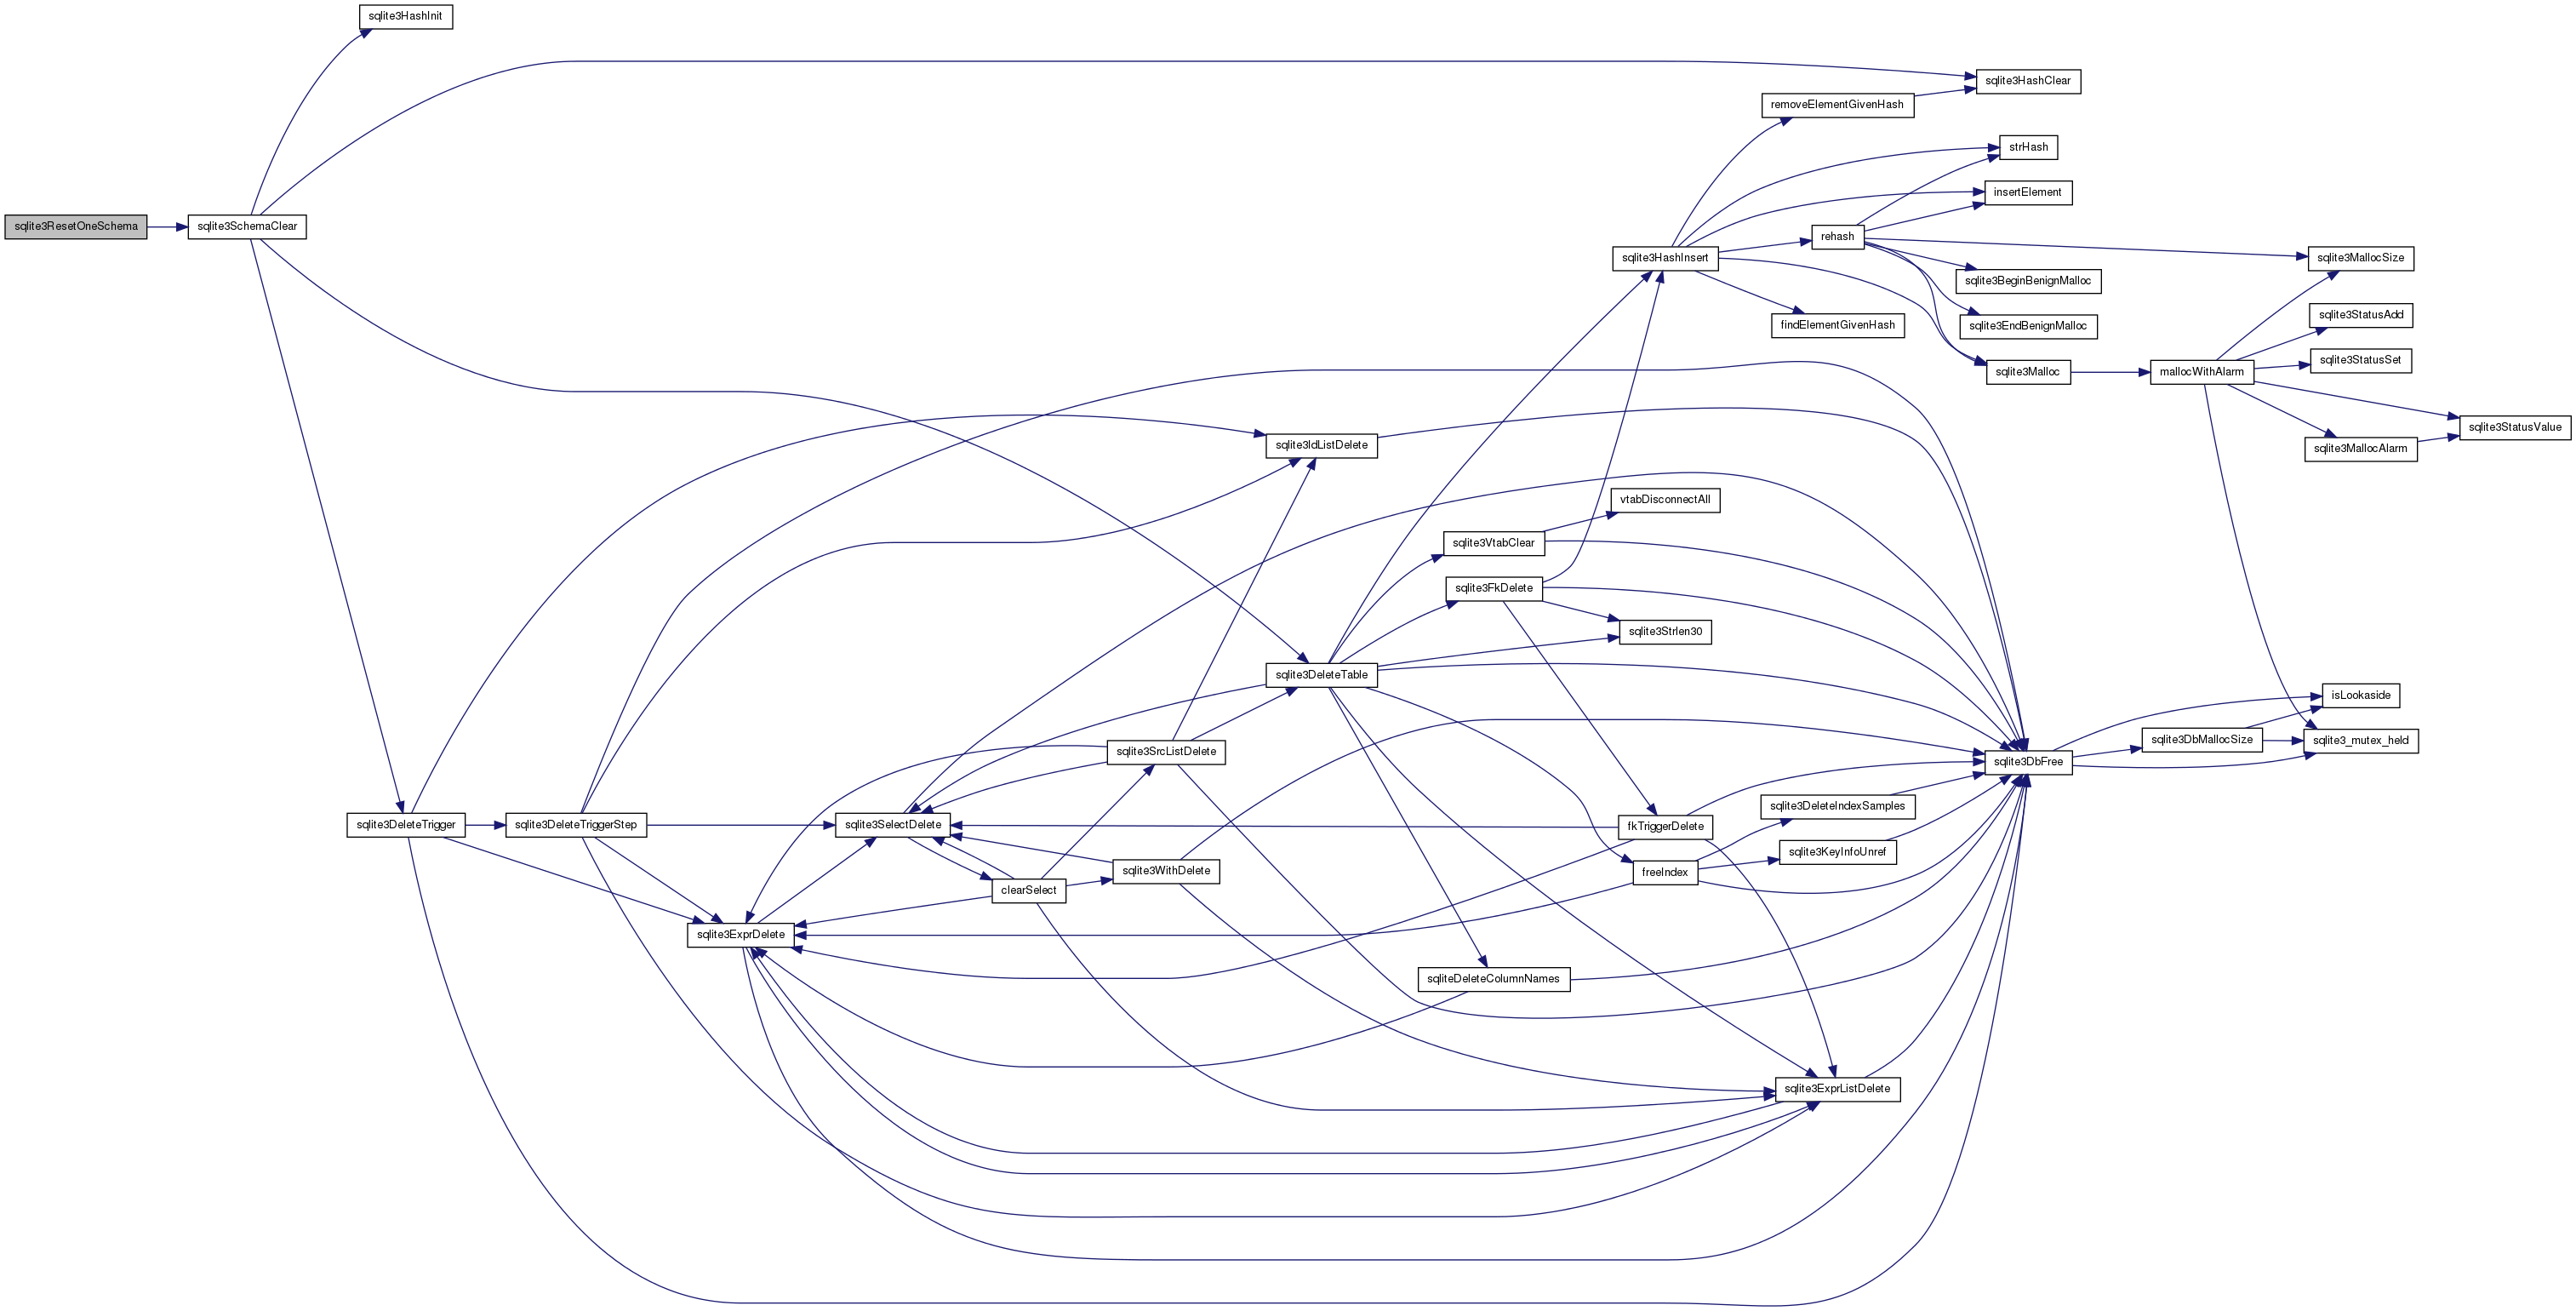 sqlite3HashInit
sqlite3HashClear
removeElementGivenHash
strHash
insertElement
sqlite3ResetOneSchema
sqlite3SchemaClear
rehash
sqlite3HashInsert
sqlite3MallocSize
sqlite3BeginBenignMalloc
sqlite3StatusAdd
findElementGivenHash
sqlite3EndBenignMalloc
sqlite3StatusSet
sqlite3Malloc
mallocWithAlarm
sqlite3StatusValue
sqlite3IdListDelete
sqlite3MallocAlarm
vtabDisconnectAll
sqlite3VtabClear
sqlite3FkDelete
sqlite3Strlen30
sqlite3DeleteTable
isLookaside
sqlite3DbMallocSize
sqlite3_mutex_held
sqlite3SrcListDelete
sqlite3DbFree
sqlite3DeleteIndexSamples
sqlite3DeleteTrigger
sqlite3DeleteTriggerStep
sqlite3SelectDelete
fkTriggerDelete
sqlite3KeyInfoUnref
sqlite3WithDelete
freeIndex
clearSelect
sqlite3ExprDelete
sqliteDeleteColumnNames
sqlite3ExprListDelete